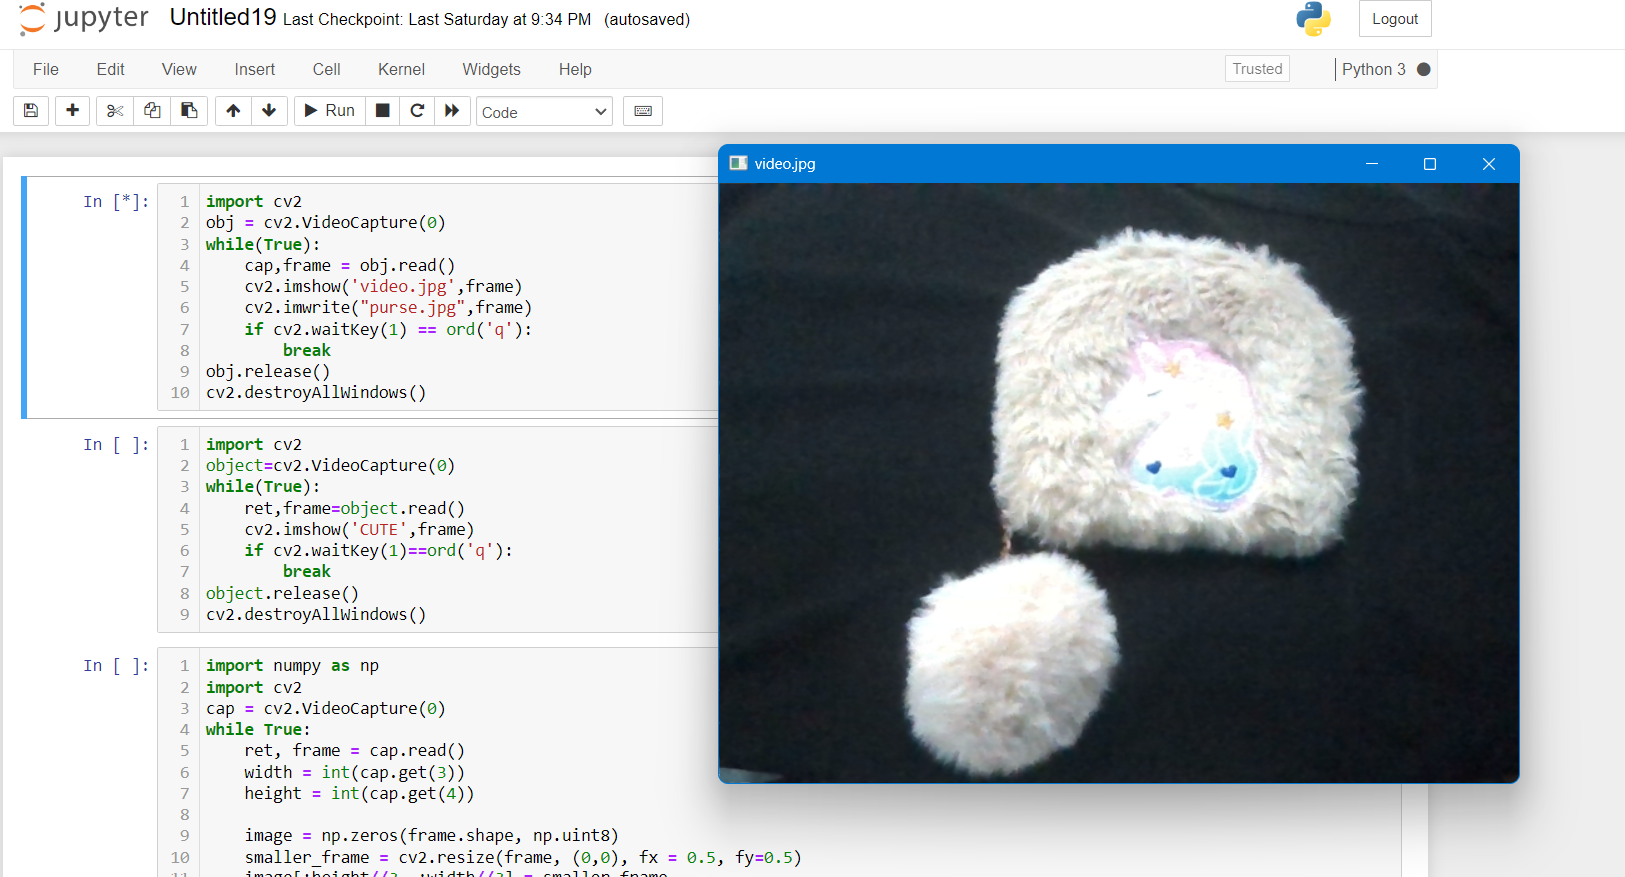 jupyter Untitled19 Last Checkpoint: Last Saturday at 9:34 PM (autosaved)
Logout
File Edit View Insert Cell Kernel Widgets Help
Trusted
Python 3
Run
Code
video.jpg
In [*]:
1 import cv2
2 obj = cv2.VideoCapture(0)
3 while(True):
4     cap,frame = obj.read()
5     cv2.imshow('video.jpg',frame)
6     cv2.imwrite("purse.jpg",frame)
7     if cv2.waitKey(1) == ord('q'):
8         break
9 obj.release()
10 cv2.destroyAllWindows()
In [ ]:
1 import cv2
2 object=cv2.VideoCapture(0)
3 while(True):
4     ret,frame=object.read()
5     cv2.imshow('CUTE',frame)
6     if cv2.waitKey(1)==ord('q'):
7         break
8 object.release()
9 cv2.destroyAllWindows()
In [ ]:
1 import numpy as np
2 import cv2
3 cap = cv2.VideoCapture(0)
4 while True:
5     ret, frame = cap.read()
6     width = int(cap.get(3))
7     height = int(cap.get(4))
8
9     image = np.zeros(frame.shape, np.uint8)
10     smaller_frame = cv2.resize(frame, (0,0), fx = 0.5, fy=0.5)
11     image[:height//2, :width//2] = smaller_frame